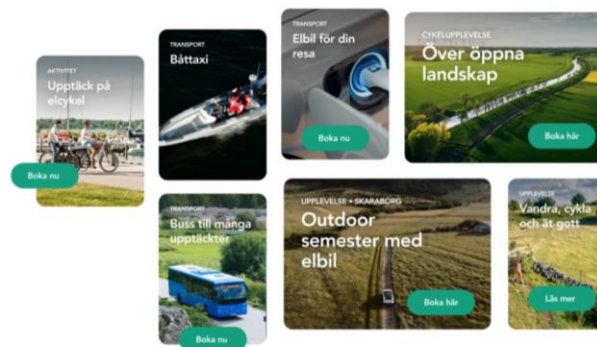 AKTIVITET
Upptäck på
elcykel
Boka nu
TRANSPORT
Båttaxi
TRANSPORT
Elbil för din
resa
Boka nu
CYKELUPPLEVELSE
Över öppna
landskap
Boka här
TRANSPORT
Buss till många
upptäckter
Boka nu
UPPLEVELSE • SKARABORG
Outdoor
semester med
elbil
Boka här
UPPLEVELSE
Vandra, cykla
och ät gott
Läs mer